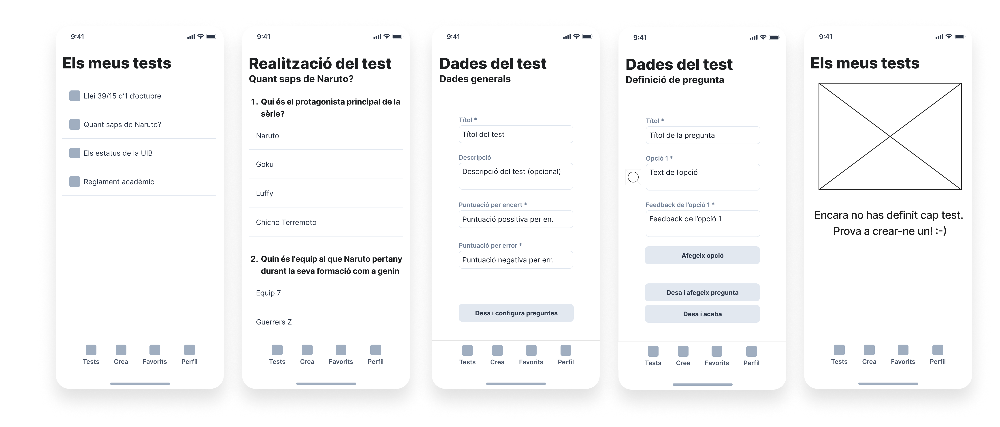 9:41
Els meus tests
Llei 39/15 d’1 d’octubre
Quant saps de Naruto?
Els estatus de la UIB
Reglament acadèmic
Tests
Crea
Favorits
Perfil
9:41
Realització del test
Quant saps de Naruto?
1. Qui és el protagonista principal de la
sèrie?
Naruto
Goku
Luffy
Chicho Terremoto
2. Quin és l'equip al que Naruto pertany
durant la seva formació com a genin
Equip 7
Guerrers Z
Tests
Crea
Favorits
Perfil
9:41
Dades del test
Dades generals
Títol *
Títol del test
Descripció
Descripció del test (opcional)
Puntuació per encert *
Puntuació possitiva per en.
Puntuació per error *
Puntuació negativa per err.
Desa i configura preguntes
Tests
Crea
Favorits
Perfil
9:41
Dades del test
Definició de pregunta
Títol *
Títol de la pregunta
Opció 1 *
Text de l’opció
Feedback de l’opció 1 *
Feedback de l’opció 1
Afegeix opció
Desa i afegeix pregunta
Desa i acaba
Tests
Crea
Favorits
Perfil
9:41
Els meus tests
Encara no has definit cap test.
Prova a crear-ne un! :-)
Tests
Crea
Favorits
Perfil